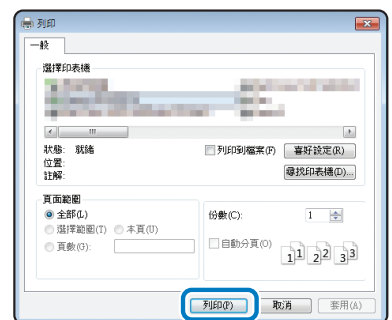 列印
一般
選擇印表機
狀態: 就緒
列印到檔案(F)
喜好設定(R)
位置:
註解:
尋找印表機(D)...
頁面範圍
全部(L)
選擇範圍(T)
本頁(U)
頁數(G):
份數(C): 1
自動分頁(O)
1 1 2 2 3 3
列印(P)
取消
套用(A)